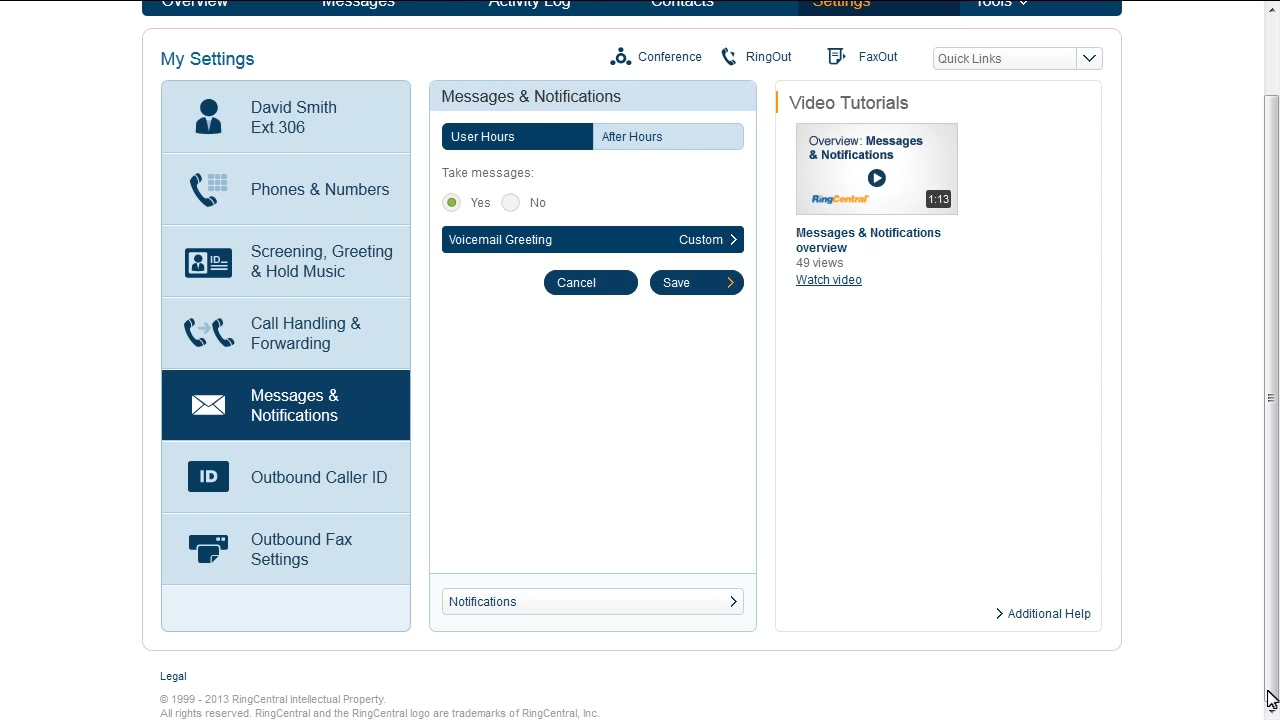 Overview Messages Activity Log Contacts Settings Tools
My Settings
Conference RingOut FaxOut Quick Links
David Smith
Ext.306
Phones & Numbers
Screening, Greeting
& Hold Music
Call Handling &
Forwarding
Messages &
Notifications
Outbound Caller ID
Outbound Fax
Settings
Messages & Notifications
User Hours After Hours
Take messages:
Yes No
Voicemail Greeting Custom
Cancel Save
Notifications
Video Tutorials
Overview: Messages
& Notifications
RingCentral 1:13
Messages & Notifications
overview
49 views
Watch video
Additional Help
ID
ID
Legal
© 1999 - 2013 RingCentral Intellectual Property.
All rights reserved. RingCentral and the RingCentral logo are trademarks of RingCentral, Inc.